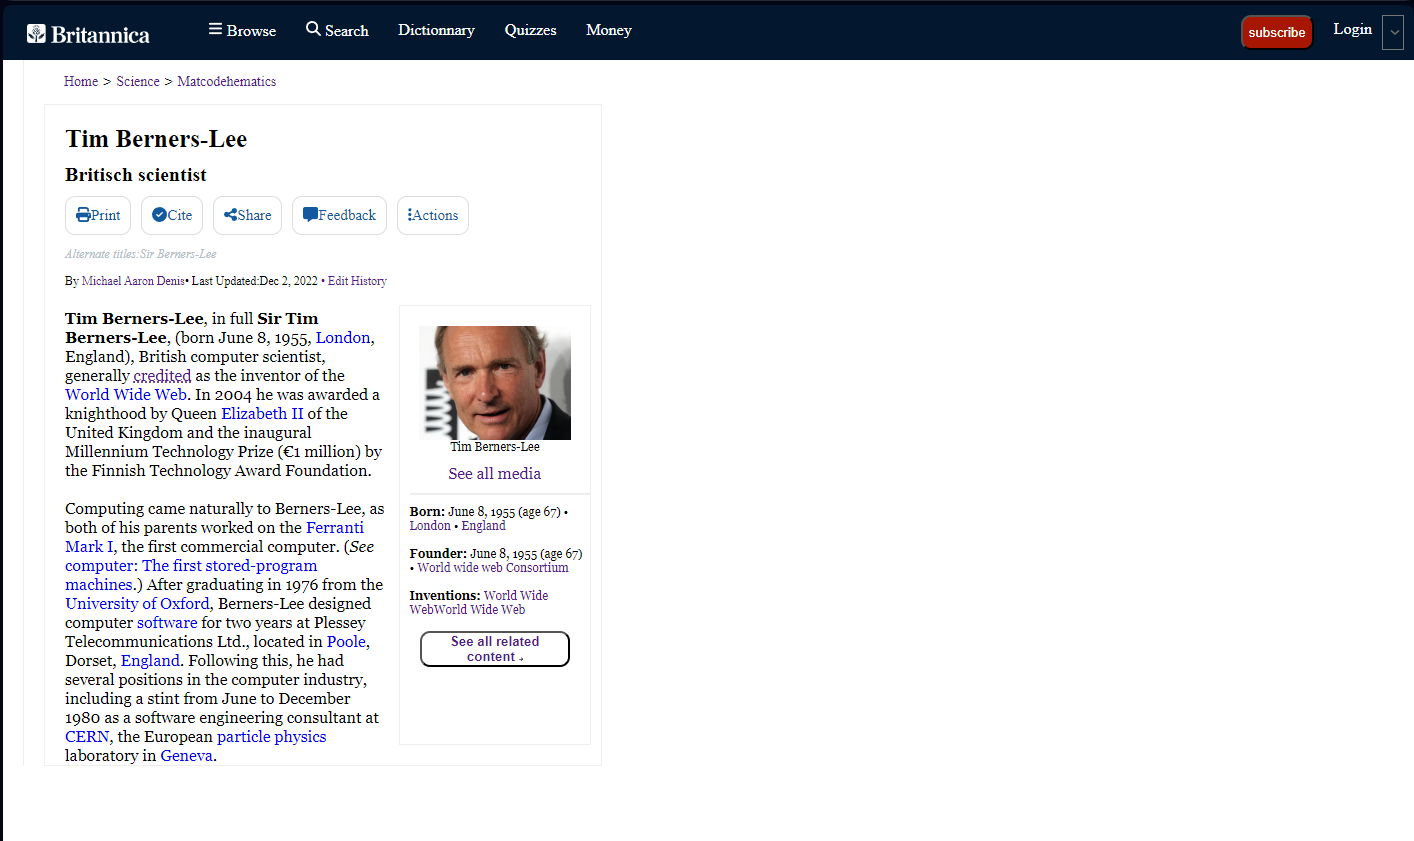 Britannica Browse Search Dictionnary Quizzes Money subscribe Login
Home > Science > Matcodehematics
Tim Berners-Lee
Britisch scientist
Print Cite Share Feedback Actions
Alternate titles:Sir Berners-Lee
By Michael Aaron Denis• Last Updated:Dec 2, 2022 • Edit History
Tim Berners-Lee, in full Sir Tim
Berners-Lee, (born June 8, 1955, London,
England), British computer scientist,
generally credited as the inventor of the
World Wide Web. In 2004 he was awarded a
knighthood by Queen Elizabeth II of the
United Kingdom and the inaugural
Millennium Technology Prize (€1 million) by
the Finnish Technology Award Foundation.
Computing came naturally to Berners-Lee, as
both of his parents worked on the Ferranti
Mark I, the first commercial computer. (See
computer: The first stored-program
machines.) After graduating in 1976 from the
University of Oxford, Berners-Lee designed
computer software for two years at Plessey
Telecommunications Ltd., located in Poole,
Dorset, England. Following this, he had
several positions in the computer industry,
including a stint from June to December
1980 as a software engineering consultant at
CERN, the European particle physics
laboratory in Geneva.
Tim Berners-Lee
See all media
Born: June 8, 1955 (age 67) •
London • England
Founder: June 8, 1955 (age 67)
• World wide web Consortium
Inventions: World Wide
WebWorld Wide Web
See all related
content →